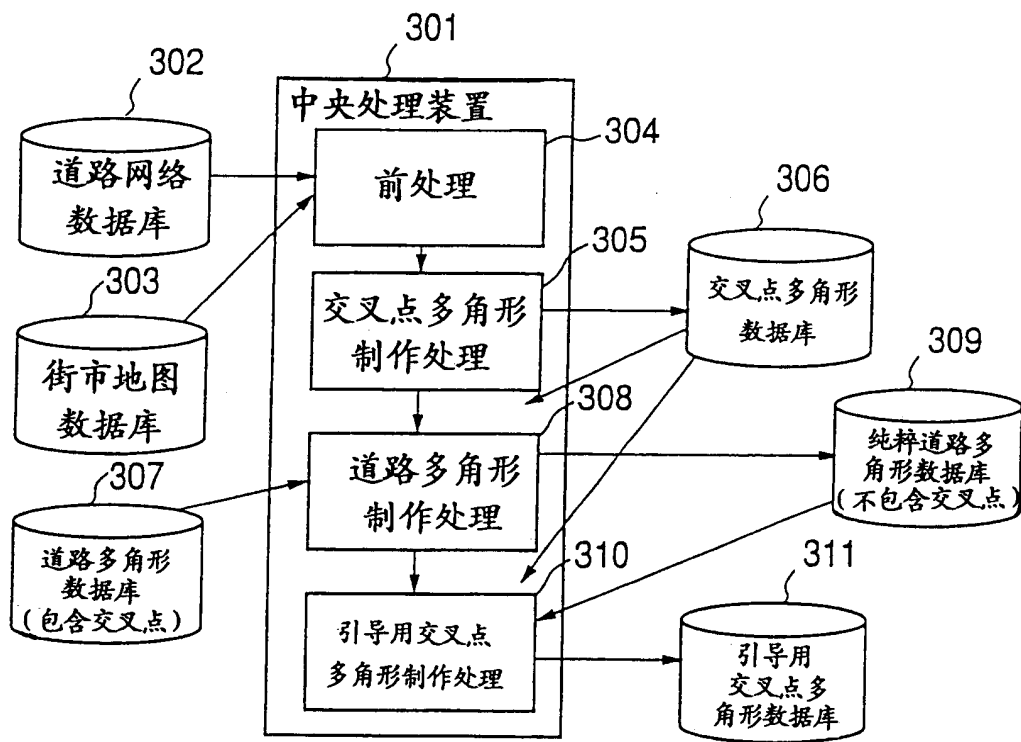 301
302
中央处理装置
304
道路网络
数据库
前处理
306
305
303
交叉点多角形
制作处理
交叉点多角形
数据库
309
街市地图
数据库
308
纯粹道路多
角形数据库
(不包含交叉点)
307
道路多角形
制作处理
310
311
道路多角形
数据库
(包含交叉点)
引导用交叉点
多角形制作处理
引导用
交叉点多
角形数据库